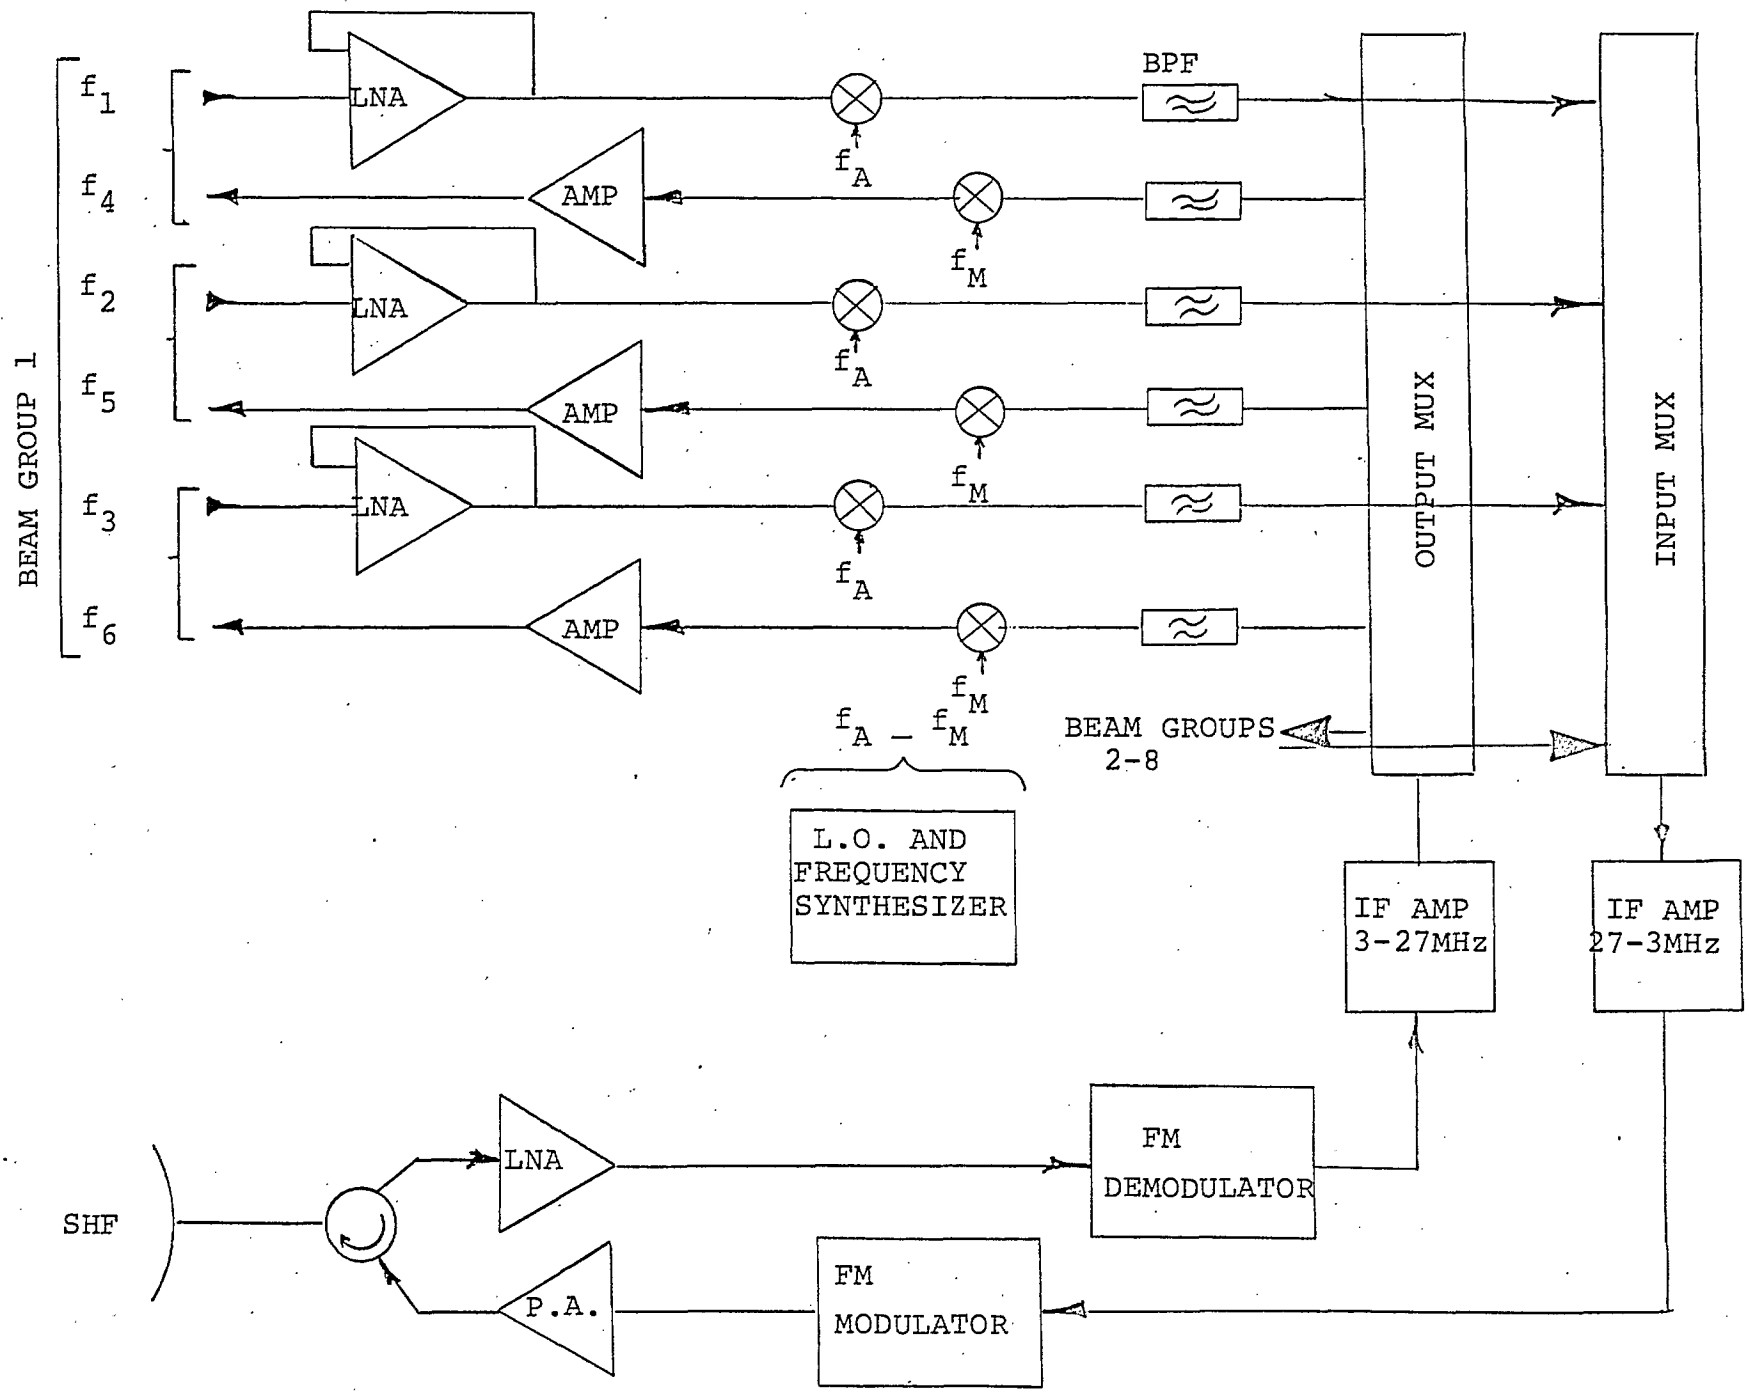 BPF
f1
LNA
fA
f4
AMP
fM
f2
LNA
fA
f5
AMP
fM
f3
LNA
fA
f6
AMP
fM
BEAM GROUP 1
OUTPUT MUX
INPUT MUX
fA – fM
BEAM GROUPS
2-8
L.O. AND
FREQUENCY
SYNTHESIZER
IF AMP
3-27MHz
IF AMP
27-3MHz
SHF
LNA
FM
DEMODULATOR
P.A.
FM
MODULATOR